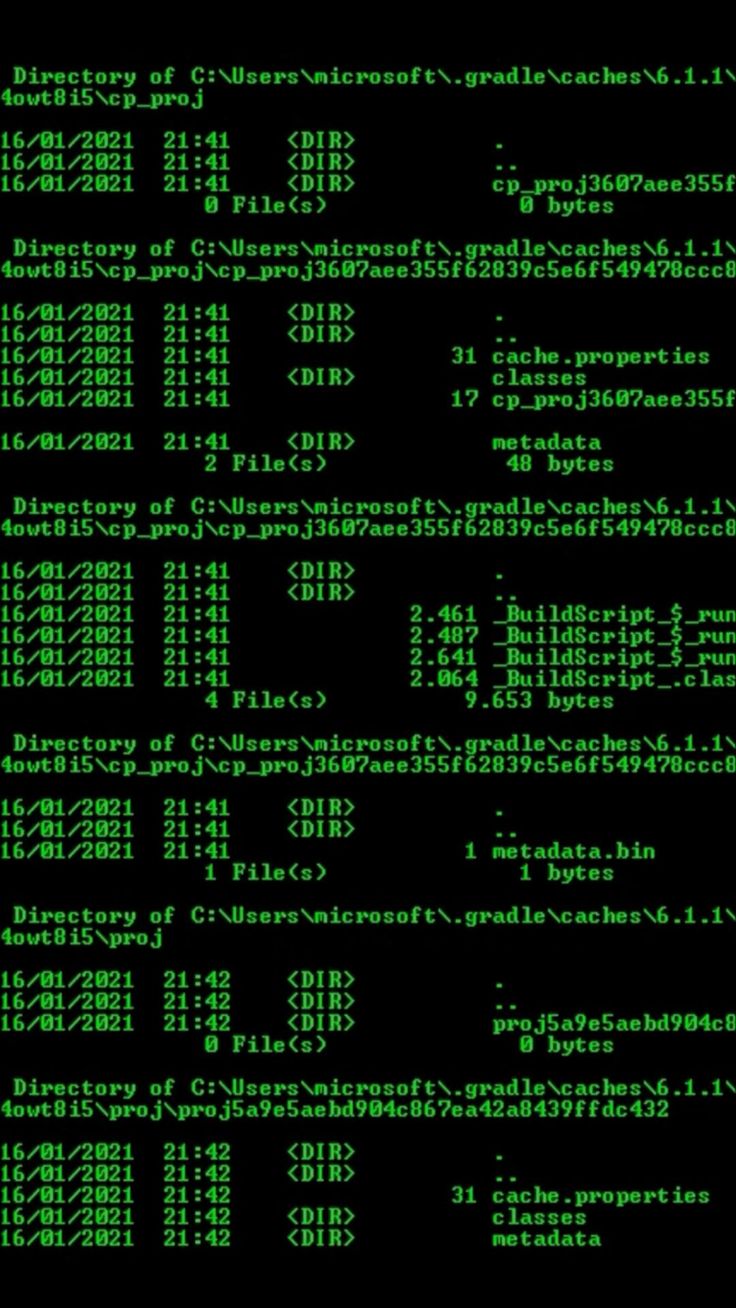 Directory of C:\Users\microsoft\.gradle\caches\6.1.1\
4owt8i5\cp_proj
16/01/2021  21:41    <DIR>          .
16/01/2021  21:41    <DIR>          ..
16/01/2021  21:41    <DIR>          cp_proj3607aee355f
0 File(s)              0 bytes
Directory of C:\Users\microsoft\.gradle\caches\6.1.1\
4owt8i5\cp_proj\cp_proj3607aee355f62839c5e6f549478ccc8
16/01/2021  21:41    <DIR>          .
16/01/2021  21:41    <DIR>          ..
16/01/2021  21:41                31 cache.properties
16/01/2021  21:41    <DIR>          classes
16/01/2021  21:41                17 cp_proj3607aee355f
16/01/2021  21:41    <DIR>          metadata
2 File(s)             48 bytes
Directory of C:\Users\microsoft\.gradle\caches\6.1.1\
4owt8i5\cp_proj\cp_proj3607aee355f62839c5e6f549478ccc8
16/01/2021  21:41    <DIR>          .
16/01/2021  21:41    <DIR>          ..
16/01/2021  21:41             2.461 _BuildScript_$_run
16/01/2021  21:41             2.487 _BuildScript_$_run
16/01/2021  21:41             2.641 _BuildScript_$_run
16/01/2021  21:41             2.064 _BuildScript_.clas
4 File(s)          9.653 bytes
Directory of C:\Users\microsoft\.gradle\caches\6.1.1\
4owt8i5\cp_proj\cp_proj3607aee355f62839c5e6f549478ccc8
16/01/2021  21:41    <DIR>          .
16/01/2021  21:41    <DIR>          ..
16/01/2021  21:41                 1 metadata.bin
1 File(s)              1 bytes
Directory of C:\Users\microsoft\.gradle\caches\6.1.1\
4owt8i5\proj
16/01/2021  21:42    <DIR>          .
16/01/2021  21:42    <DIR>          ..
16/01/2021  21:42    <DIR>          proj5a9e5aebd904c8
0 File(s)              0 bytes
Directory of C:\Users\microsoft\.gradle\caches\6.1.1\
4owt8i5\proj\proj5a9e5aebd904c867ea42a8439ffdc432
16/01/2021  21:42    <DIR>          .
16/01/2021  21:42    <DIR>          ..
16/01/2021  21:42                31 cache.properties
16/01/2021  21:42    <DIR>          classes
16/01/2021  21:42    <DIR>          metadata